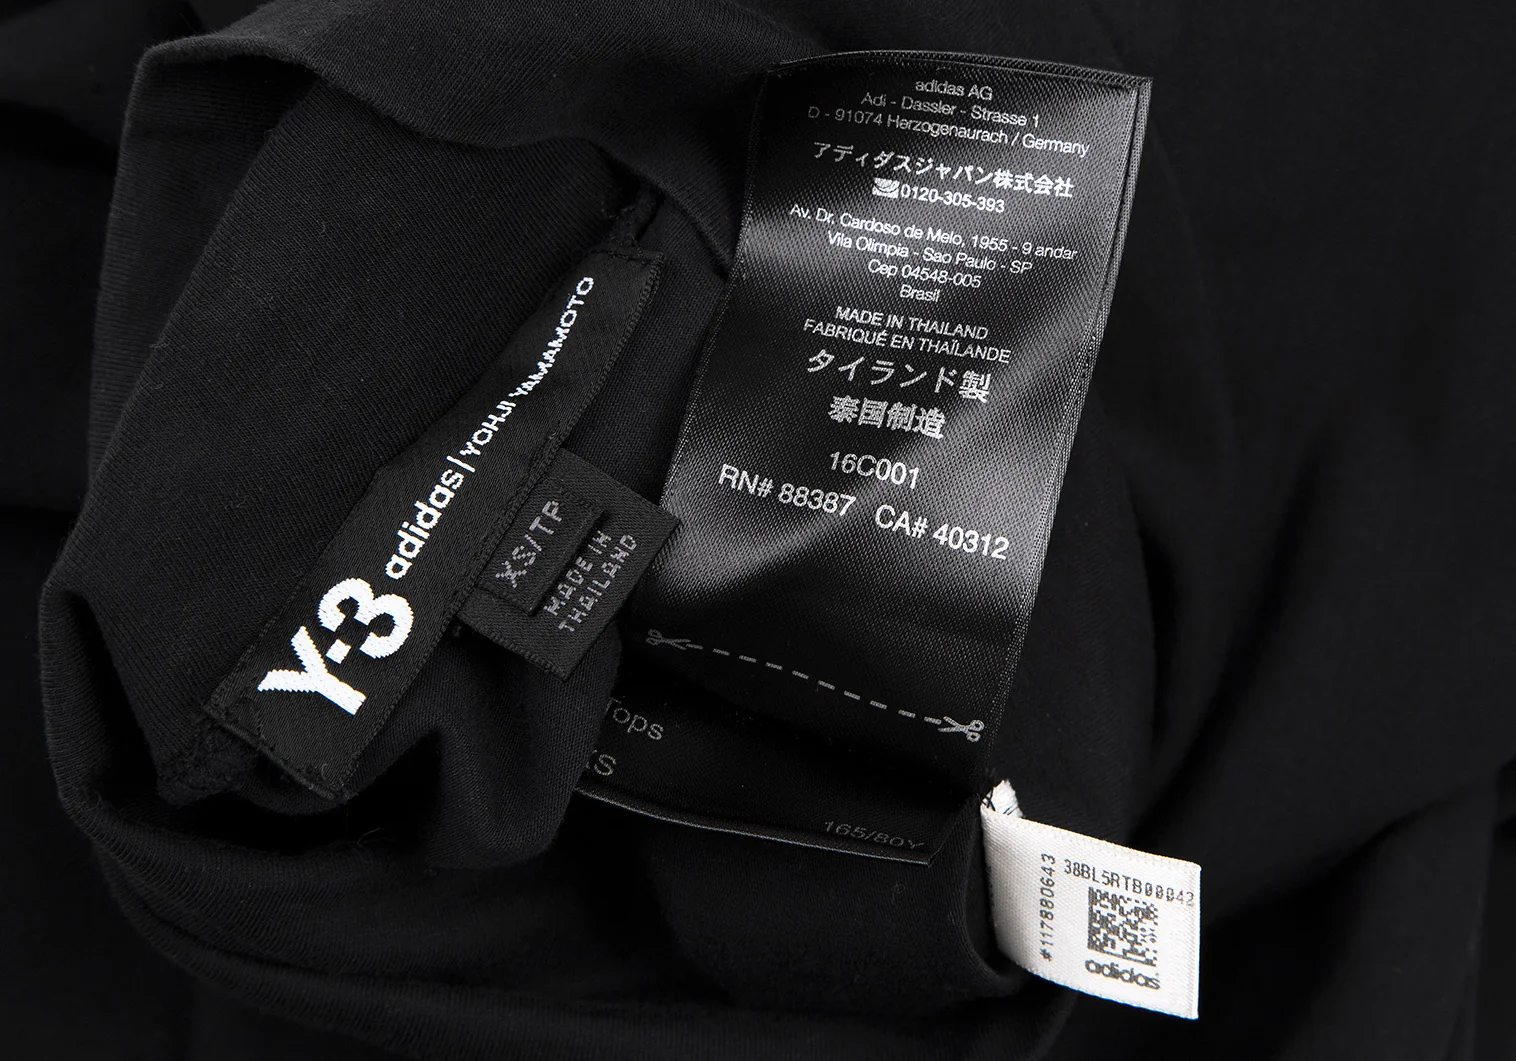 adidas AG
Adi - Dassler - Strasse 1
D - 91074 Herzogenaurach / Germany
アディダスジャパン株式会社
0120-305-393
Av. Dr. Cardoso de Melo, 1955 - 9 andar
Vila Olimpia - Sao Paulo - SP
Cep 04548-005
Brasil
MADE IN THAILAND
FABRIQUÉ EN THAÏLANDE
タイランド製
泰国制造
16C001
RN# 88387 CA# 40312
Y-3 adidas | YOHJI YAMAMOTO
XS/TP
MADE IN
THAILAND
Tops
XS
165/80Y
#117880643
38BL5RTB00042
adidas